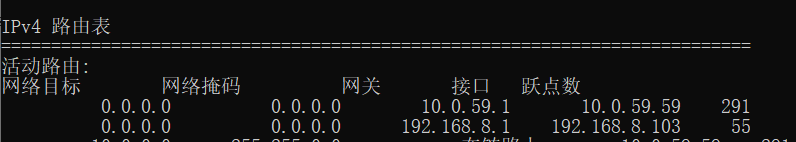 IPv4 路由表
===========================================================================
活动路由:
网络目标 网络掩码 网关 接口 跃点数
0.0.0.0 0.0.0.0 10.0.59.1 10.0.59.59 291
0.0.0.0 0.0.0.0 192.168.8.1 192.168.8.103 55